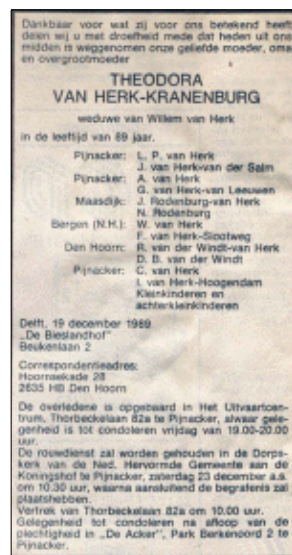 Dankbaar voor wat zij voor ons betekend heeft
delen wij u met droefheid mede dat heden uit ons
midden is weggenomen onze geliefde moeder, oma
en overgrootmoeder
THEODORA
VAN HERK-KRANENBURG
weduwe van Willem van Herk
in de leeftijd van 89 jaar.
Pijnacker: L. P. van Herk
J. van Herk-van der Salm
Pijnacker: A. van Herk
G. van Herk-van Leeuwen
Maasdijk: J. Rodenburg-van Herk
N. Rodenburg
Bergen (N.H.): W. van Herk
F. van Herk-Slootweg
Den Hoorn: R. van der Windt-van Herk
D. B. van der Windt
Pijnacker: C. van Herk
I. van Herk-Hoogendam
Kleinkinderen en
achterkleinkinderen
Delft, 19 december 1989
„De Bieslandhof"
Beukenlaan 2
Correspondentieadres:
Hoornsekade 28
2635 HB Den Hoorn
De overledene is opgebaard in Het Uitvaartcen-
trum, Thorbeckelaan 82a te Pijnacker, alwaar gele-
genheid is tot condoleren vrijdag van 19.00-20.00
uur.
De rouwdienst zal worden gehouden in de Dorps-
kerk van de Ned. Hervormde Gemeente aan de
Koningshof te Pijnacker, zaterdag 23 december a.s.
om 10.30 uur, waarna aansluitend de begrafenis zal
plaatshebben.
Vertrek van Thorbeckelaan 82a om 10.00 uur.
Gelegenheid tot condoleren na afloop van de
plechtigheid in „De Acker", Park Berkenoord 2 te
Pijnacker.